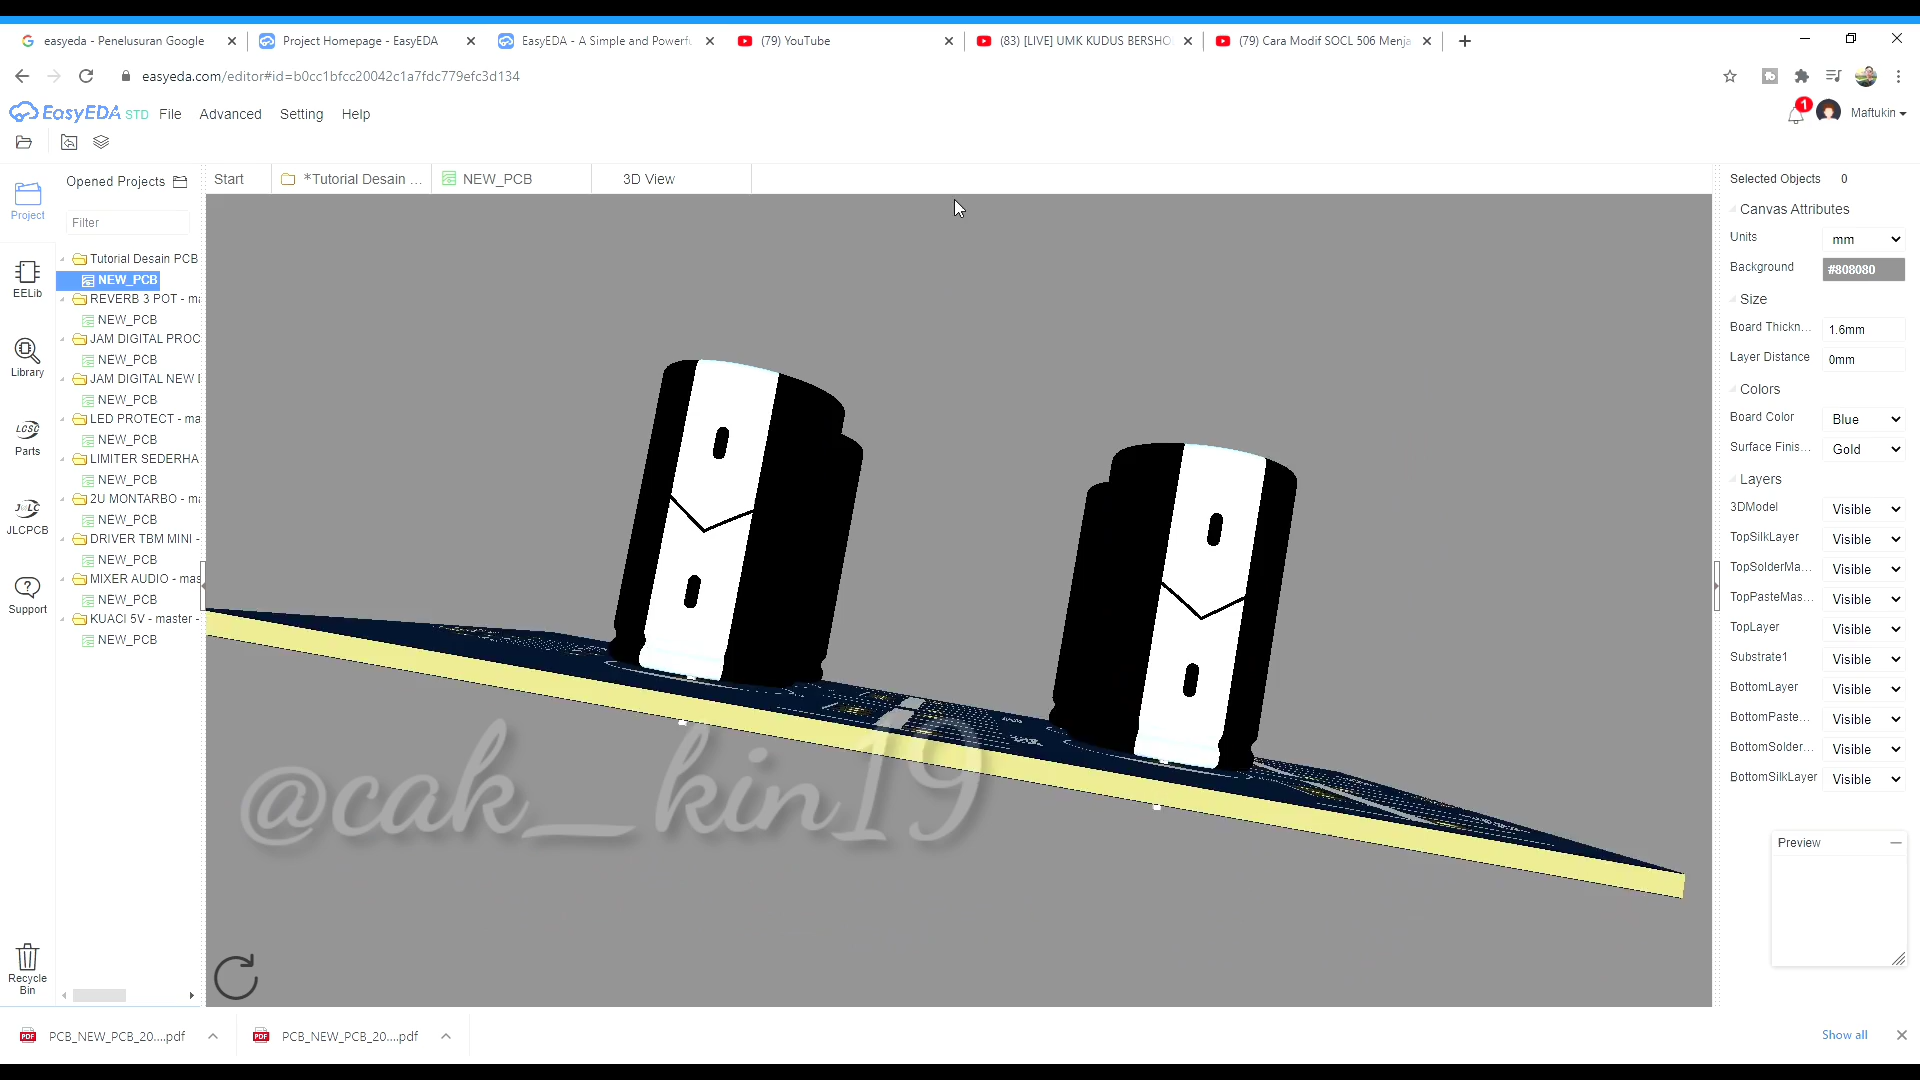 easyeda - Penelusuran Google
Project Homepage - EasyEDA
EasyEDA - A Simple and Powerfu
(79) YouTube
(83) [LIVE] UMK KUDUS BERSHO
(79) Cara Modif SOCL 506 Menja
easyeda.com/editor#id=b0cc1bfcc20042c1a7fdc779efc3d134
EasyEDA STD
File
Advanced
Setting
Help
1
Maftukin
Project
EELib
Library
LCSC
Parts
JLCPCB
Support
Recycle
Bin
Opened Projects
Filter
Tutorial Desain PCB
NEW_PCB
REVERB 3 POT - ma
NEW_PCB
JAM DIGITAL PROC
NEW_PCB
JAM DIGITAL NEW
NEW_PCB
LED PROTECT - ma
NEW_PCB
LIMITER SEDERHA
NEW_PCB
2U MONTARBO - ma
NEW_PCB
DRIVER TBM MINI -
NEW_PCB
MIXER AUDIO - mas
NEW_PCB
KUACI 5V - master -
NEW_PCB
Start
*Tutorial Desain ...
NEW_PCB
3D View
@cak_kin19
Selected Objects 0
Canvas Attributes
Units mm
Background #808080
Size
Board Thickn... 1.6mm
Layer Distance 0mm
Colors
Board Color Blue
Surface Finis... Gold
Layers
3DModel Visible
TopSilkLayer Visible
TopSolderMa... Visible
TopPasteMas... Visible
TopLayer Visible
Substrate1 Visible
BottomLayer Visible
BottomPaste... Visible
BottomSolder... Visible
BottomSilkLayer Visible
Preview
PCB_NEW_PCB_20....pdf
PCB_NEW_PCB_20....pdf
Show all